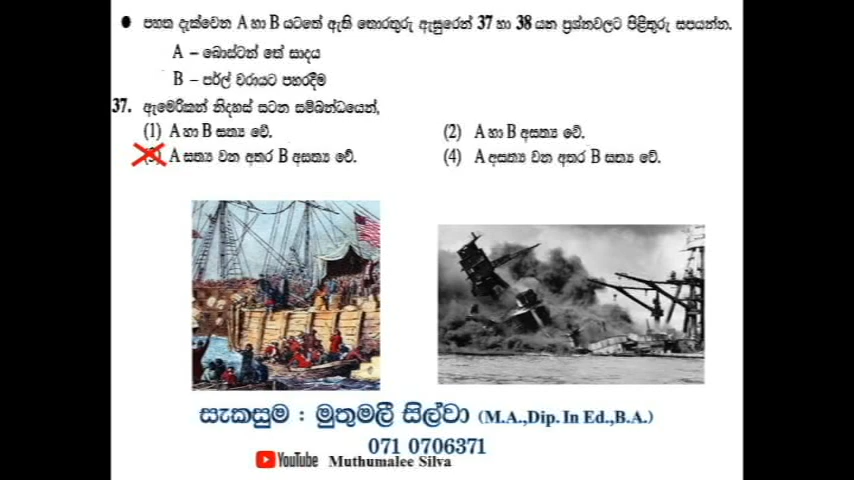 ● පහත දැක්වෙන A හා B යටතේ ඇති තොරතුරු ඇසුරෙන් 37 හා 38 යන ප්‍රශ්නවලට පිළිතුරු සපයන්න.
A – බොස්ටන් තේ සාදය
B – පර්ල් වරායට පහරදීම
37. ඇමෙරිකන් නිදහස් සටන සම්බන්ධයෙන්,
(1) A හා B සත්‍ය වේ. (2) A හා B අසත්‍ය වේ.
(3) A සත්‍ය වන අතර B අසත්‍ය වේ. (4) A අසත්‍ය වන අතර B සත්‍ය වේ.
සැකසුම : මුතුමලී සිල්වා (M.A.,Dip. In Ed.,B.A.)
071 0706371
YouTube Muthumalee Silva